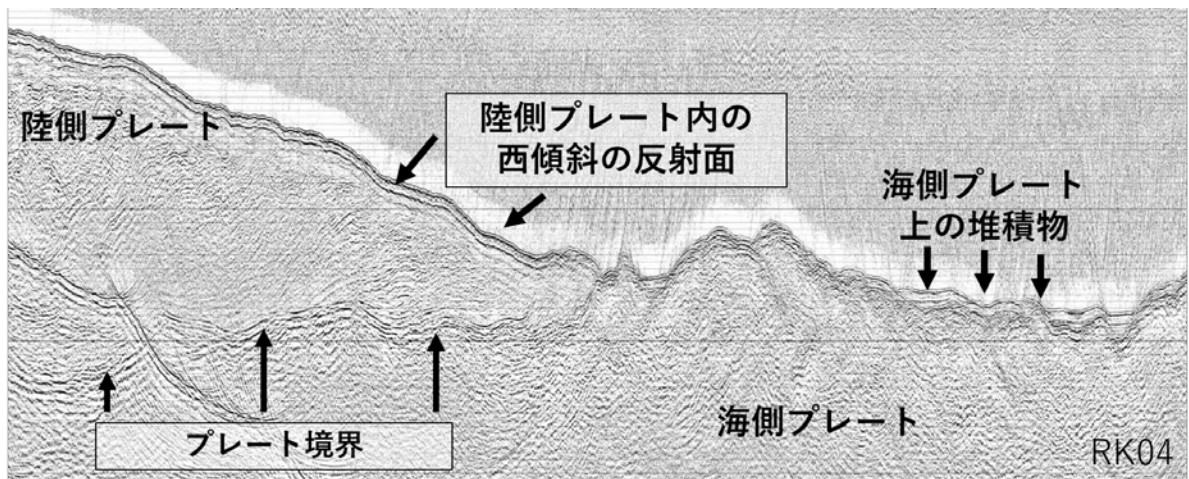 陸側プレート
陸側プレート内の
西傾斜の反射面
海側プレート
上の堆積物
プレート境界
海側プレート
RK04